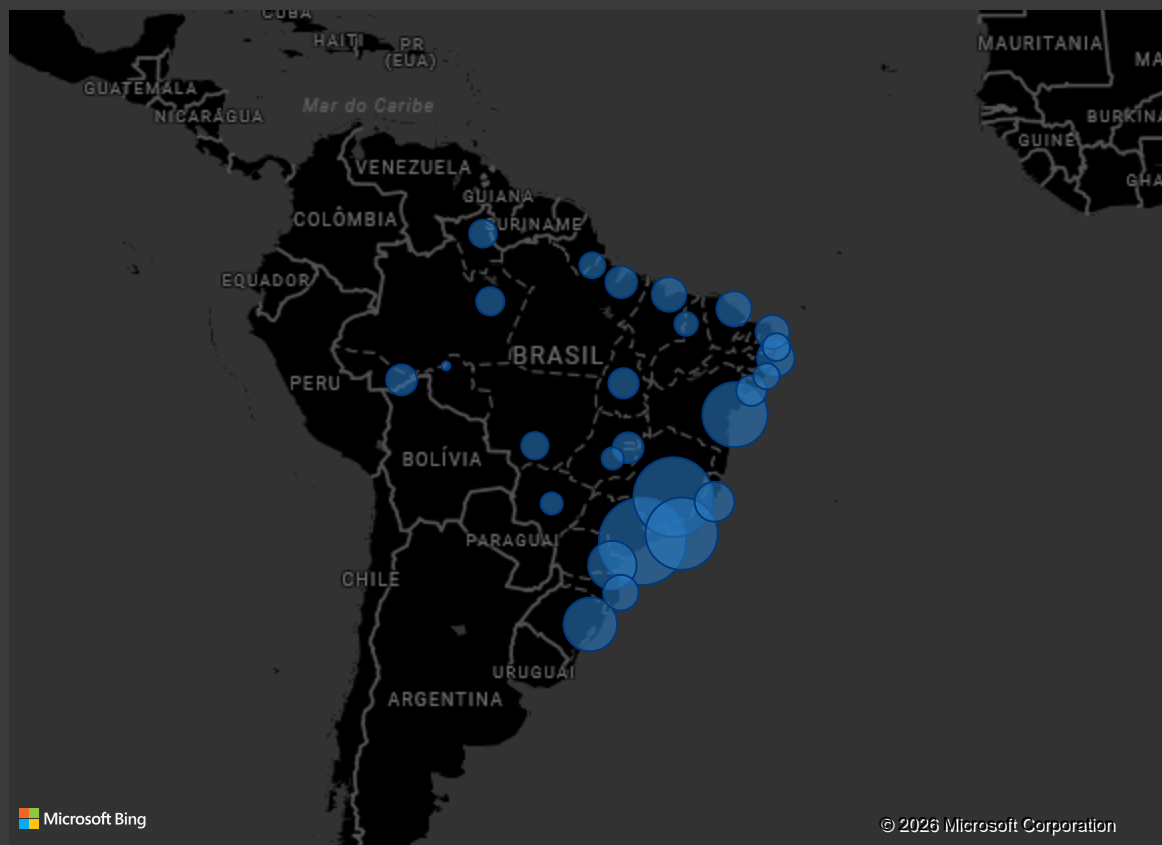 CUBA
HAITI
PR
(EUA)
MAURITANIA
MA
GUATEMALA
NICARÁGUA
Mar do Caribe
BURKINA
GUINÉ
VENEZUELA
GHA
GUIANA
COLÔMBIA
SURINAME
EQUADOR
BRASIL
PERU
BOLÍVIA
PARAGUAI
CHILE
URUGUAI
ARGENTINA
Microsoft Bing
© 2026 Microsoft Corporation